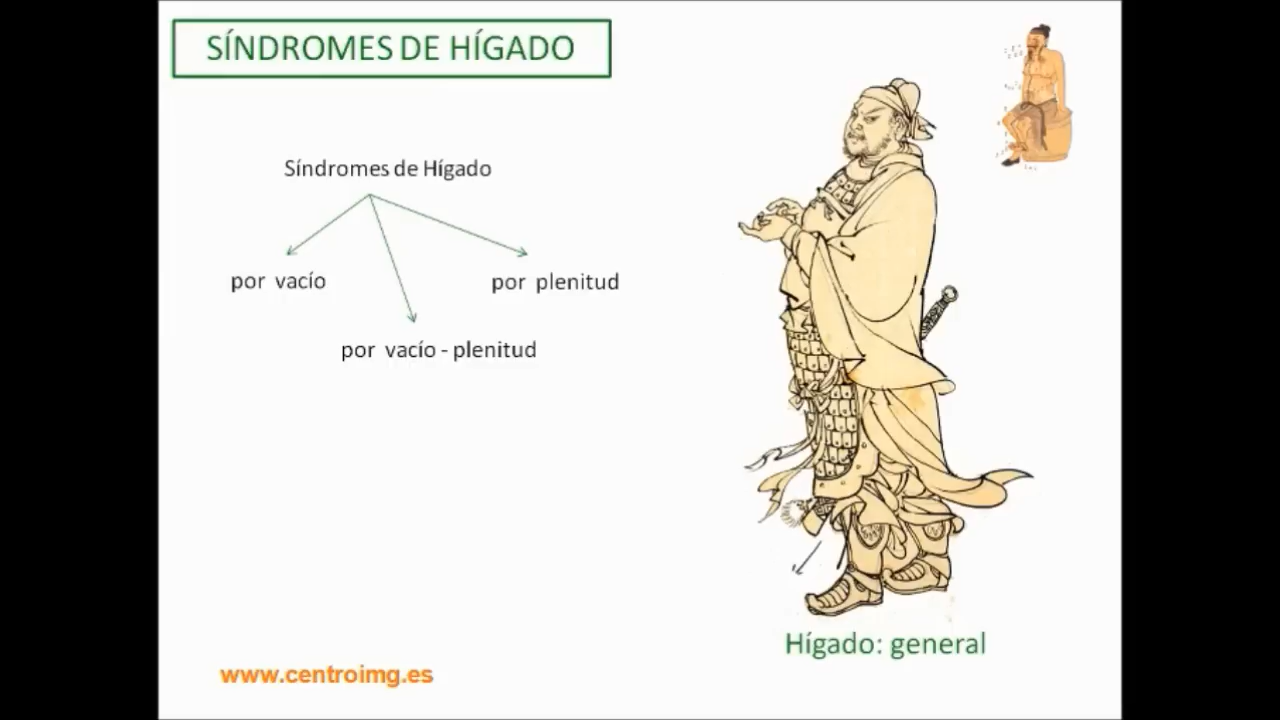 SÍNDROMES DE HÍGADO
Síndromes de Hígado
por vacío
por plenitud
por vacío - plenitud
Hígado: general
www.centroimg.es